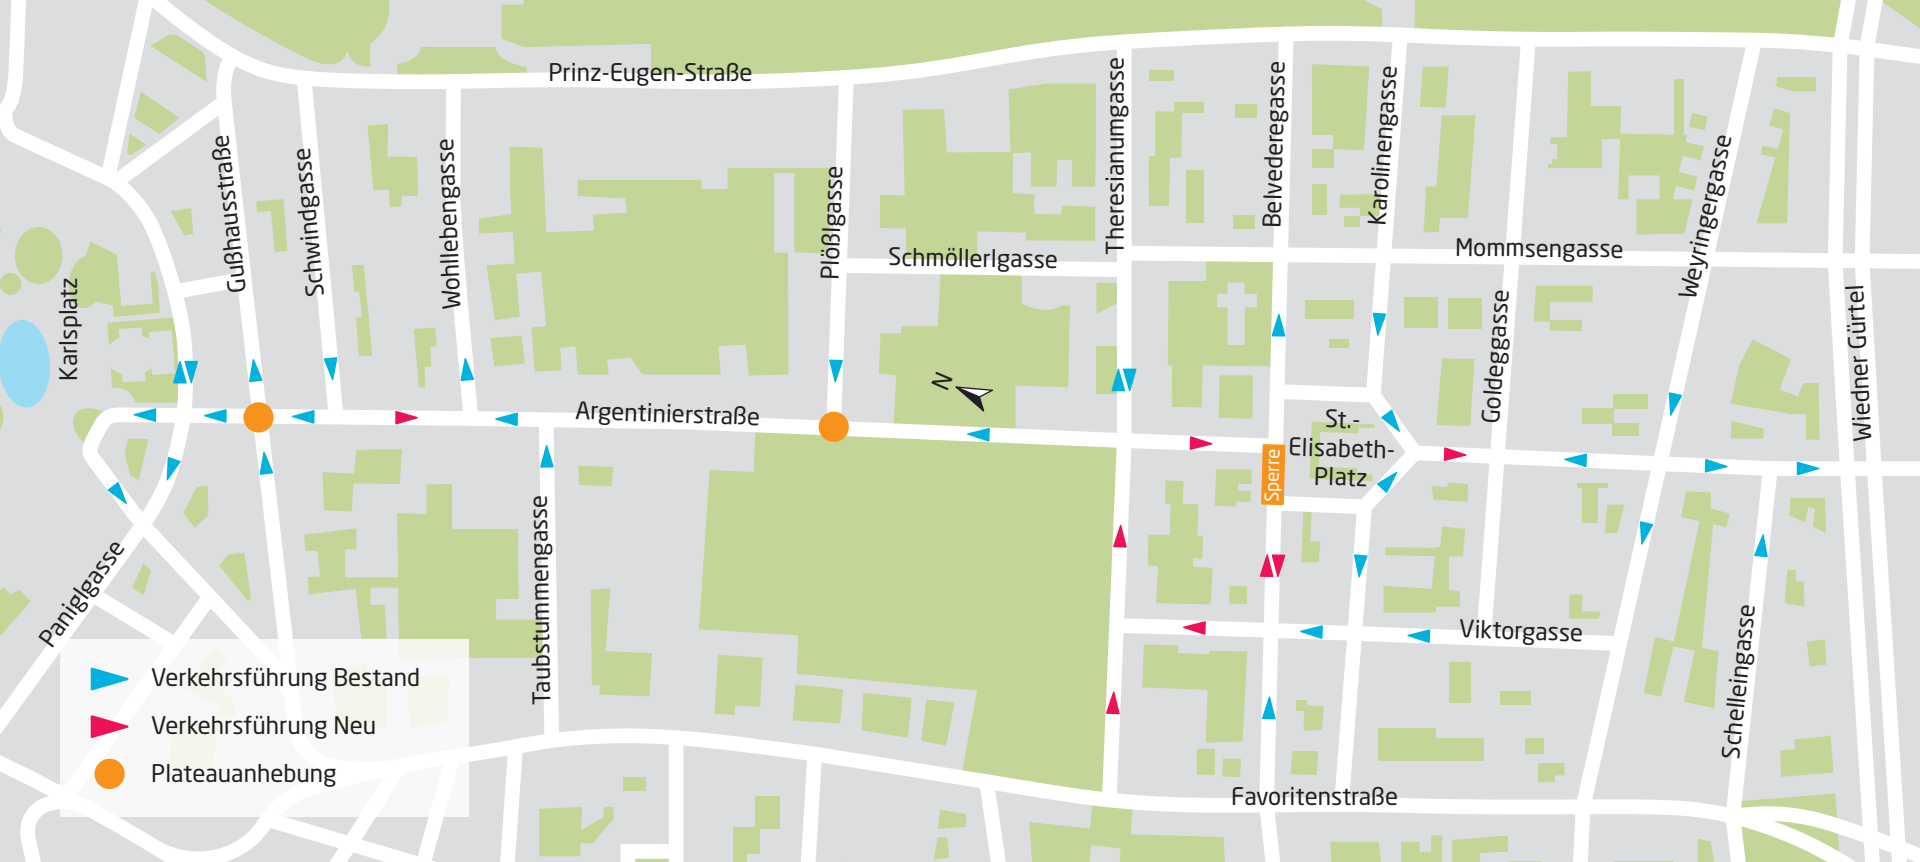 Prinz-Eugen-Straße
Gußhausstraße
Schwindgasse
Wohllebengasse
Plößlgasse
Schmöllerlgasse
Theresianumgasse
Belvederegasse
Karolinengasse
Mommsengasse
Weyringergasse
Goldeggasse
Wiedner Gürtel
Karlsplatz
N
Argentinierstraße
St.-
Elisabeth-
Platz
Sperre
Paniglgasse
Taubstummengasse
Viktorgasse
Schelleingasse
Favoritenstraße
Verkehrsführung Bestand
Verkehrsführung Neu
Plateauanhebung